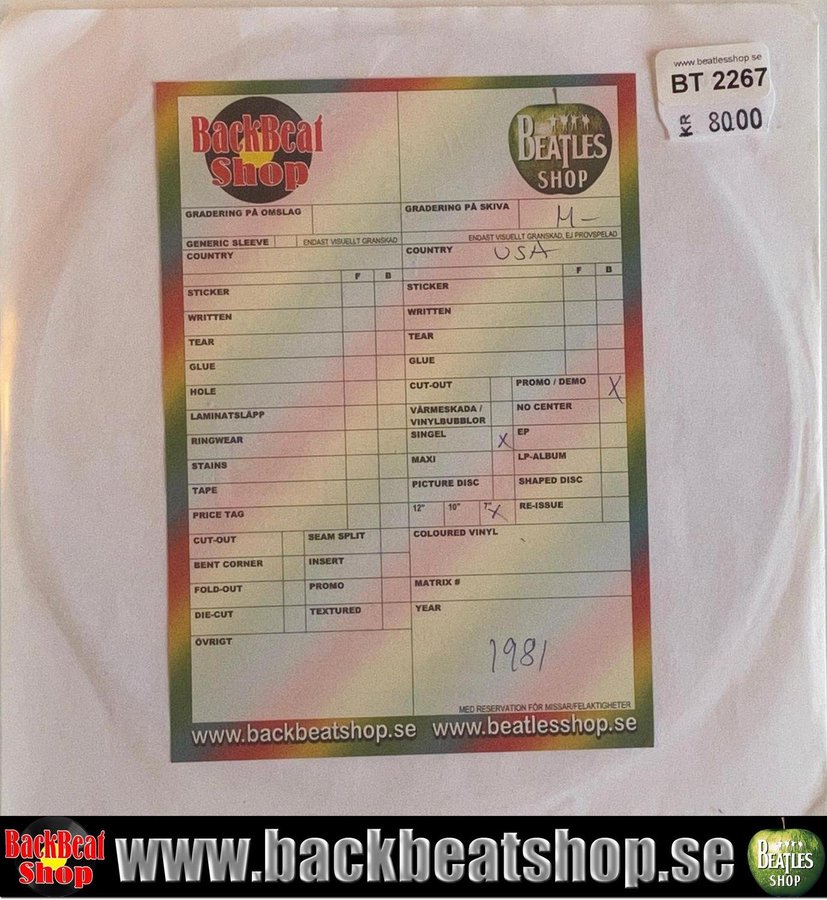 www.beatlesshop.se
BT 2267
KR 80.00
BackBeat
Shop
BEATLES
SHOP
GRADERING PÅ OMSLAG
GENERIC SLEEVE
ENDAST VISUELLT GRANSKAD
COUNTRY
F B
STICKER
WRITTEN
TEAR
GLUE
HOLE
LAMINATSLÄPP
RINGWEAR
STAINS
TAPE
PRICE TAG
CUT-OUT
SEAM SPLIT
BENT CORNER
INSERT
FOLD-OUT
PROMO
DIE-CUT
TEXTURED
ÖVRIGT
GRADERING PÅ SKIVA M-
ENDAST VISUELLT GRANSKAD, EJ PROVSPELAD
COUNTRY USA
F B
STICKER
WRITTEN
TEAR
GLUE
CUT-OUT
PROMO / DEMO X
VÄRMESKADA /
VINYLBUBBLOR
NO CENTER
SINGEL X
EP
MAXI
LP-ALBUM
PICTURE DISC
SHAPED DISC
12" 10" 7" X
RE-ISSUE
COLOURED VINYL
MATRIX #
YEAR
1981
MED RESERVATION FÖR MISSAR/FELAKTIGHETER
www.backbeatshop.se www.beatlesshop.se
BackBeat
Shop
www.backbeatshop.se
BEATLES
SHOP